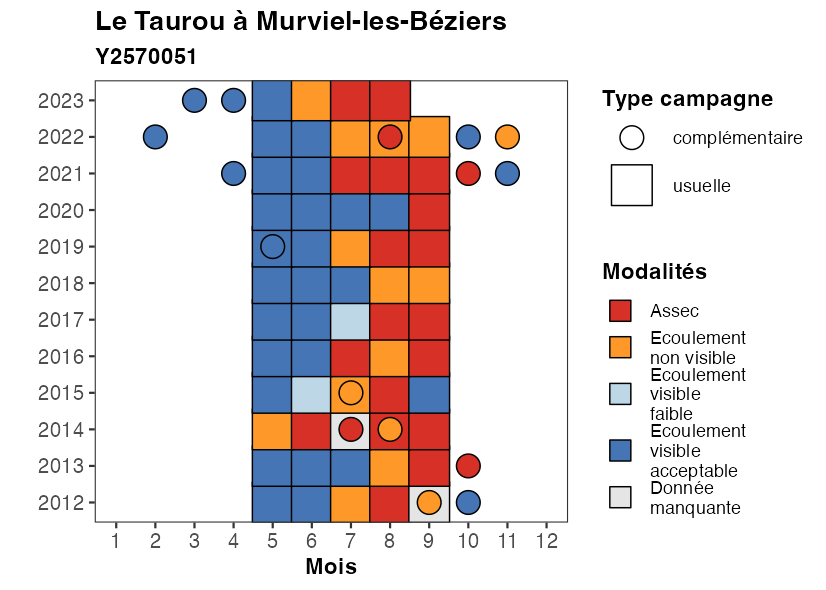 Le Taurou à Murviel-les-Béziers
Y2570051
2023
2022
2021
2020
2019
2018
2017
2016
2015
2014
2013
2012
1 2 3 4 5 6 7 8 9 10 11 12
Mois
Type campagne
complémentaire
usuelle
Modalités
Assec
Ecoulement
non visible
Ecoulement
visible
faible
Ecoulement
visible
acceptable
Donnée
manquante